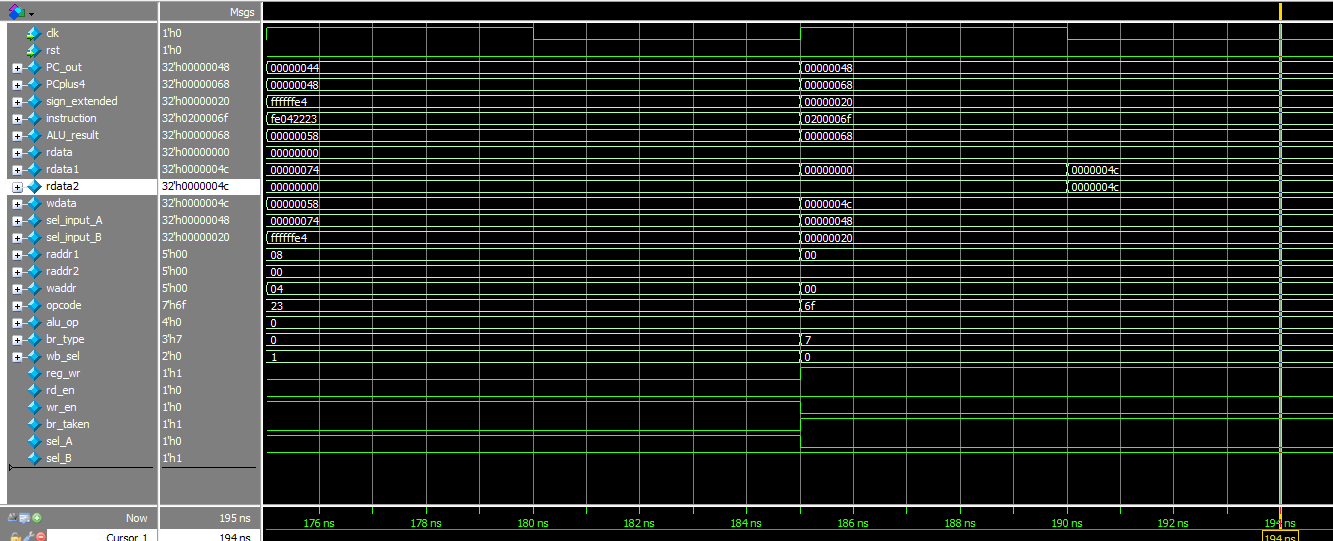 Msgs
clk 1'h0
rst 1'h0
PC_out 32'h00000048 00000044 00000048
PCplus4 32'h00000068 00000048 00000068
sign_extended 32'h00000020 ffffffe4 00000020
instruction 32'h0200006f fe042223 0200006f
ALU_result 32'h00000068 00000058 00000068
rdata 32'h00000000 00000000
rdata1 32'h0000004c 00000074 00000000 0000004c
rdata2 32'h0000004c 00000000 0000004c
wdata 32'h0000004c 00000058 0000004c
sel_input_A 32'h00000048 00000074 00000048
sel_input_B 32'h00000020 ffffffe4 00000020
raddr1 5'h00 08 00
raddr2 5'h00 00
waddr 5'h00 04 00
opcode 7'h6f 23 6f
alu_op 4'h0 0
br_type 3'h7 0 7
wb_sel 2'h0 1 0
reg_wr 1'h1
rd_en 1'h0
wr_en 1'h0
br_taken 1'h1
sel_A 1'h0
sel_B 1'h1
Now 195 ns 176 ns 178 ns 180 ns 182 ns 184 ns 186 ns 188 ns 190 ns 192 ns 194 ns
Cursor 1 194 ns 194 ns